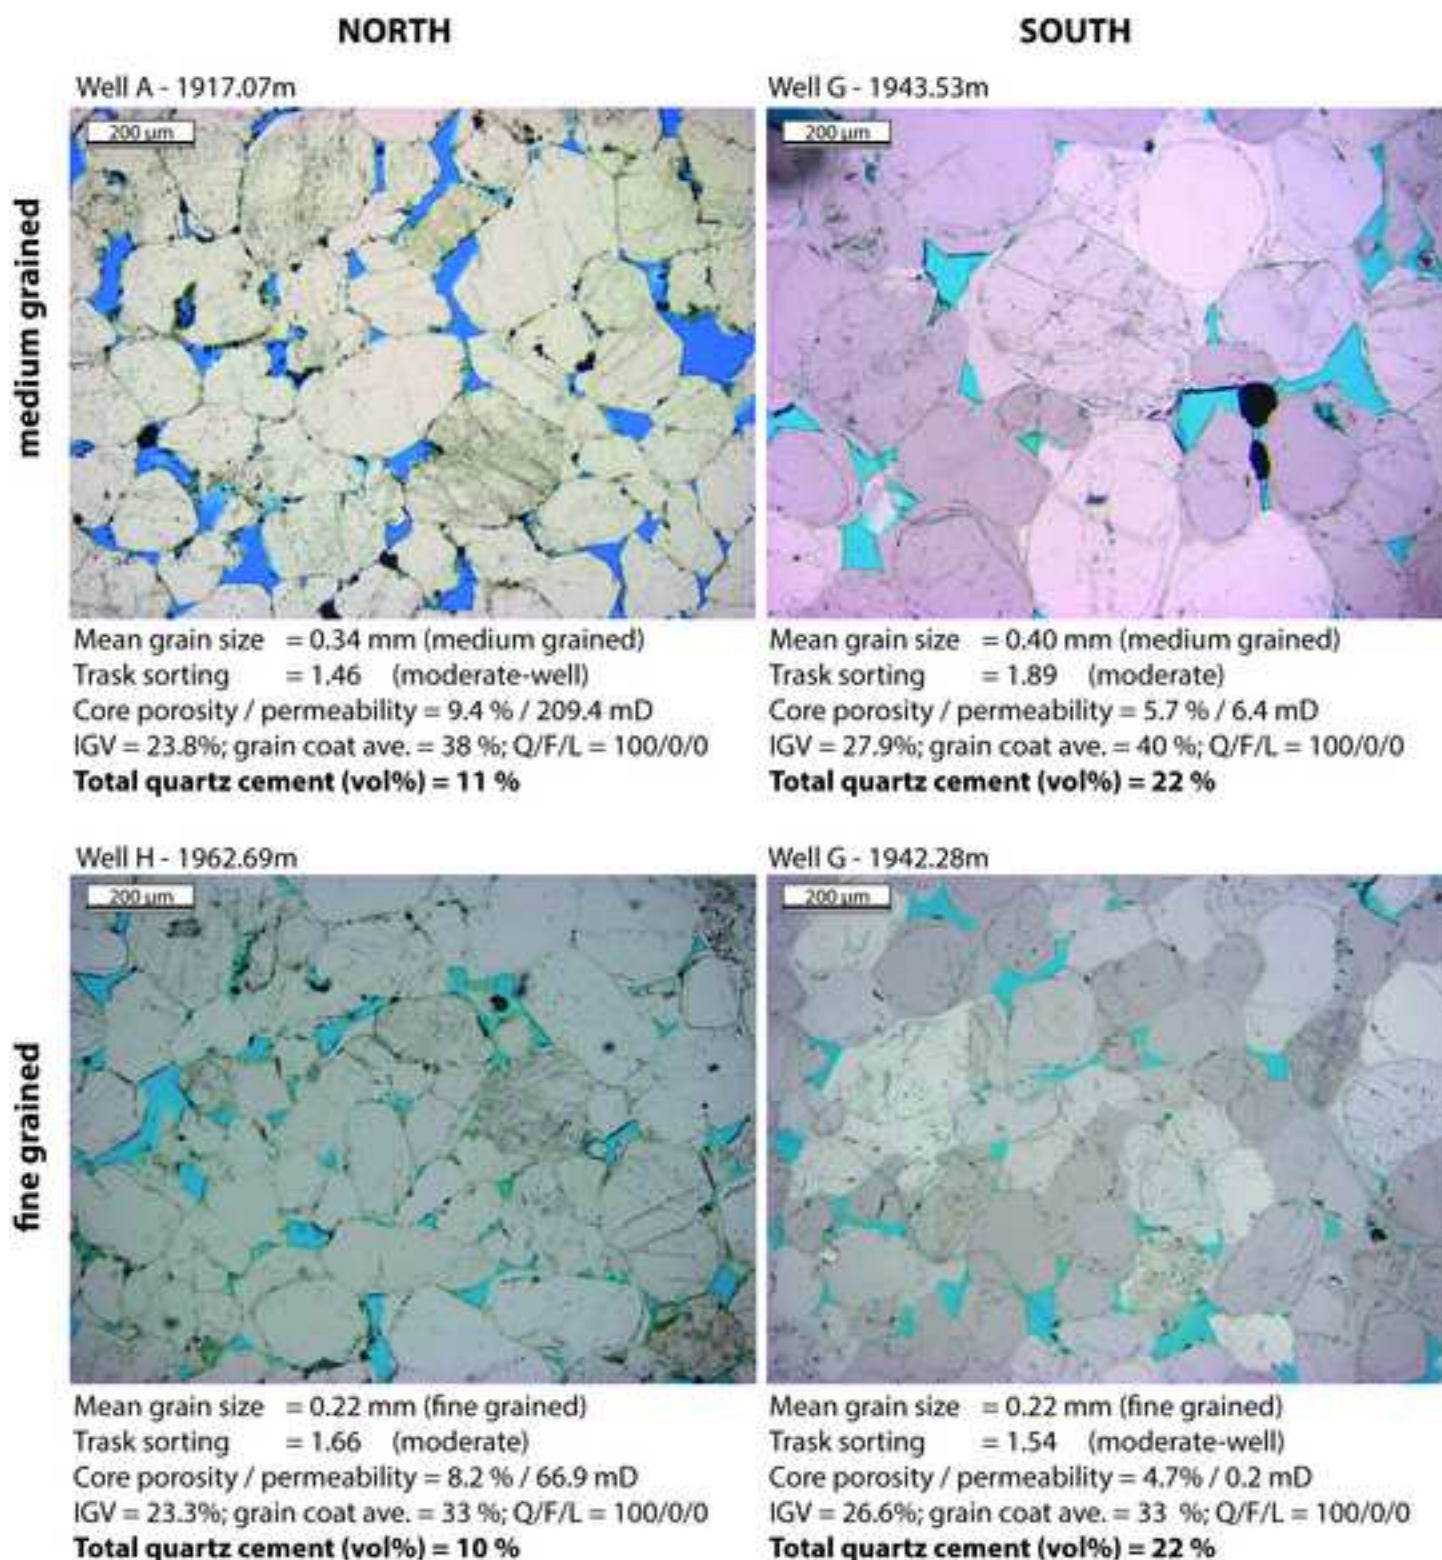 NORTH
SOUTH
Well A - 1917.07m
Well G - 1943.53m
200 µm
200 µm
medium grained
Mean grain size = 0.34 mm (medium grained)
Trask sorting = 1.46 (moderate-well)
Core porosity / permeability = 9.4 % / 209.4 mD
IGV = 23.8%; grain coat ave. = 38 %; Q/F/L = 100/0/0
Total quartz cement (vol%) = 11 %
Mean grain size = 0.40 mm (medium grained)
Trask sorting = 1.89 (moderate)
Core porosity / permeability = 5.7 % / 6.4 mD
IGV = 27.9%; grain coat ave. = 40 %; Q/F/L = 100/0/0
Total quartz cement (vol%) = 22 %
Well H - 1962.69m
Well G - 1942.28m
200 µm
200 µm
fine grained
Mean grain size = 0.22 mm (fine grained)
Trask sorting = 1.66 (moderate)
Core porosity / permeability = 8.2 % / 66.9 mD
IGV = 23.3%; grain coat ave. = 33 %; Q/F/L = 100/0/0
Total quartz cement (vol%) = 10 %
Mean grain size = 0.22 mm (fine grained)
Trask sorting = 1.54 (moderate-well)
Core porosity / permeability = 4.7% / 0.2 mD
IGV = 26.6%; grain coat ave. = 33 %; Q/F/L = 100/0/0
Total quartz cement (vol%) = 22 %